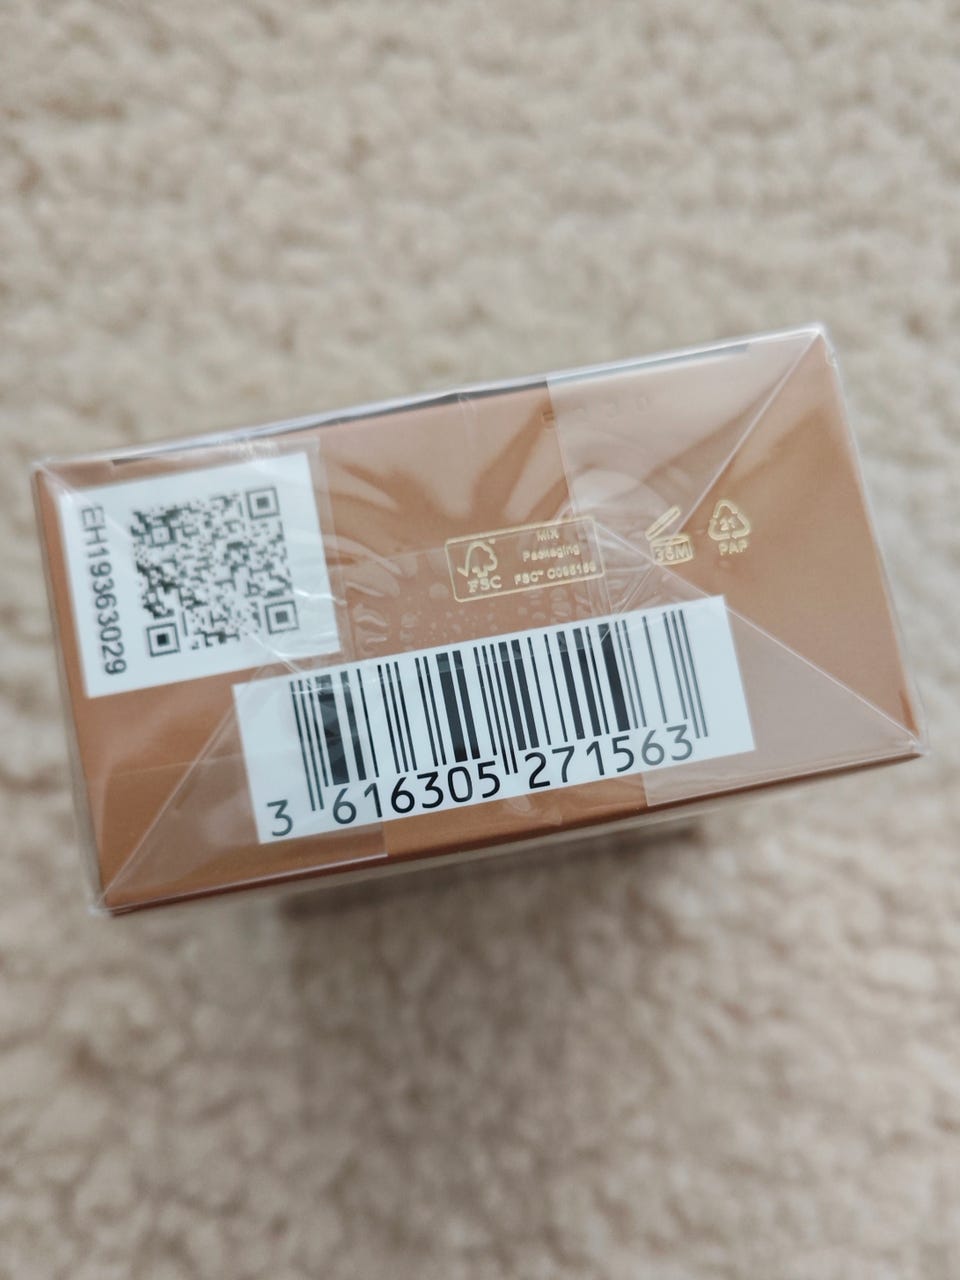 EH19363029
FSC
MIX
Packaging
36M
21
PAP
3 616305 271563